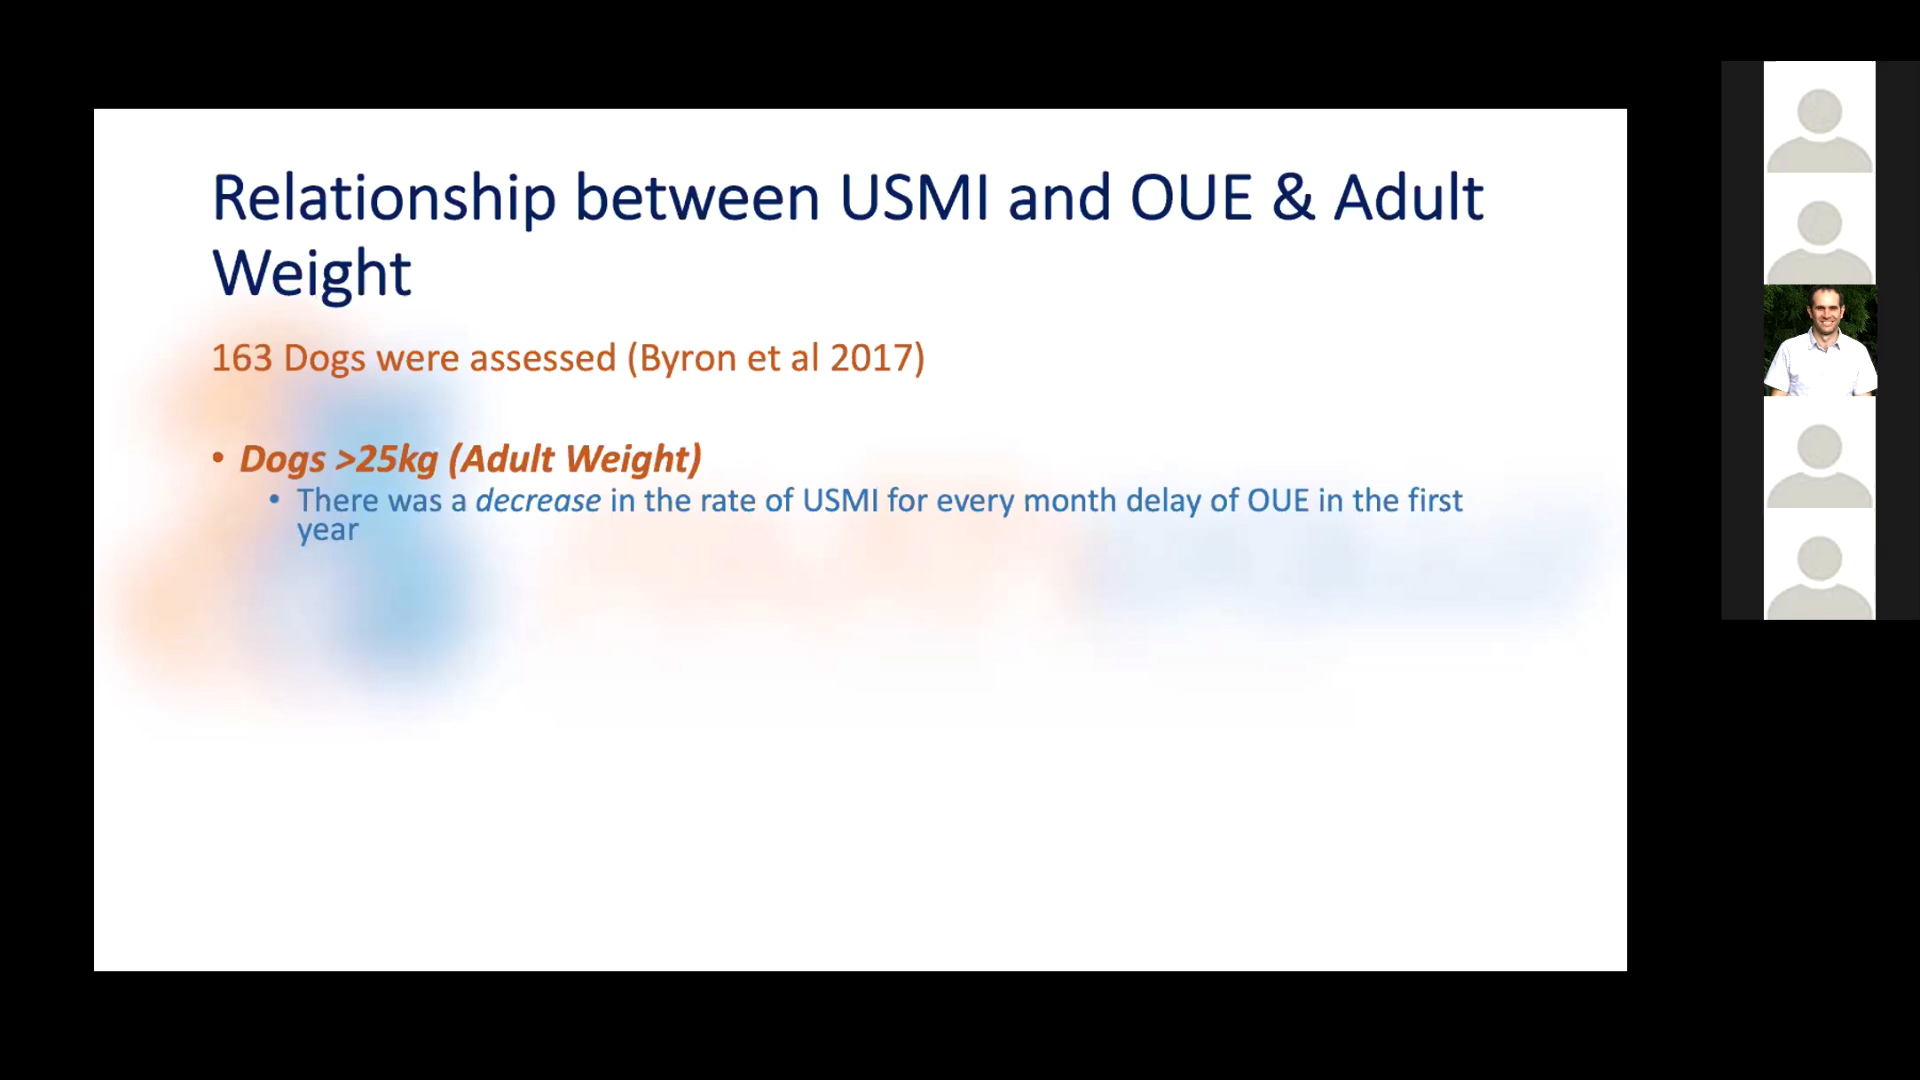 Relationship between USMI and OUE & Adult
Weight
163 Dogs were assessed (Byron et al 2017)
• Dogs >25kg (Adult Weight)
• There was a decrease in the rate of USMI for every month delay of OUE in the first
year